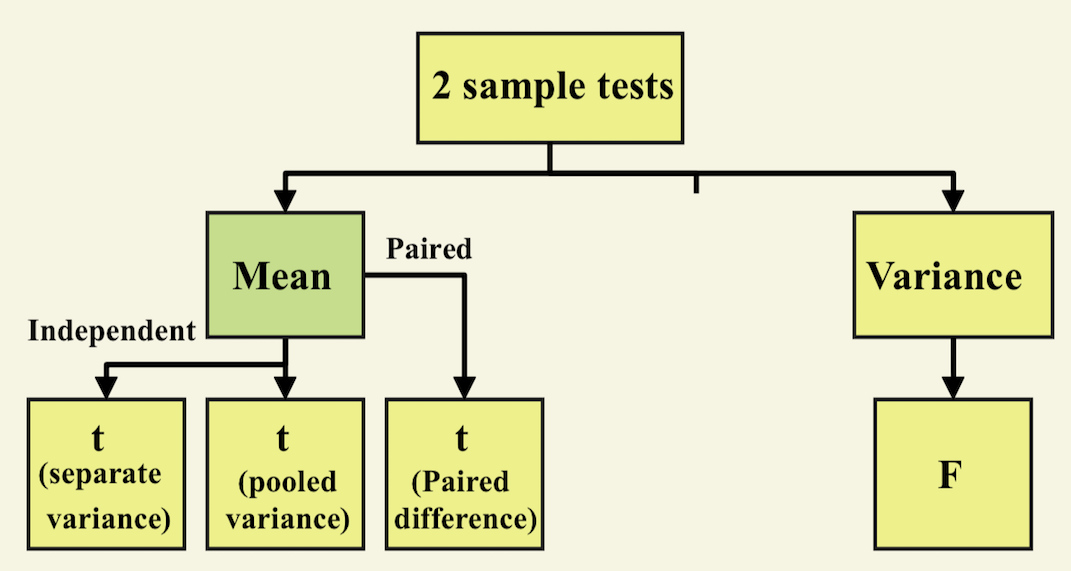 2 sample tests
Mean
Paired
Variance
Independent
t
(separate
variance)
t
(pooled
variance)
t
(Paired
difference)
F